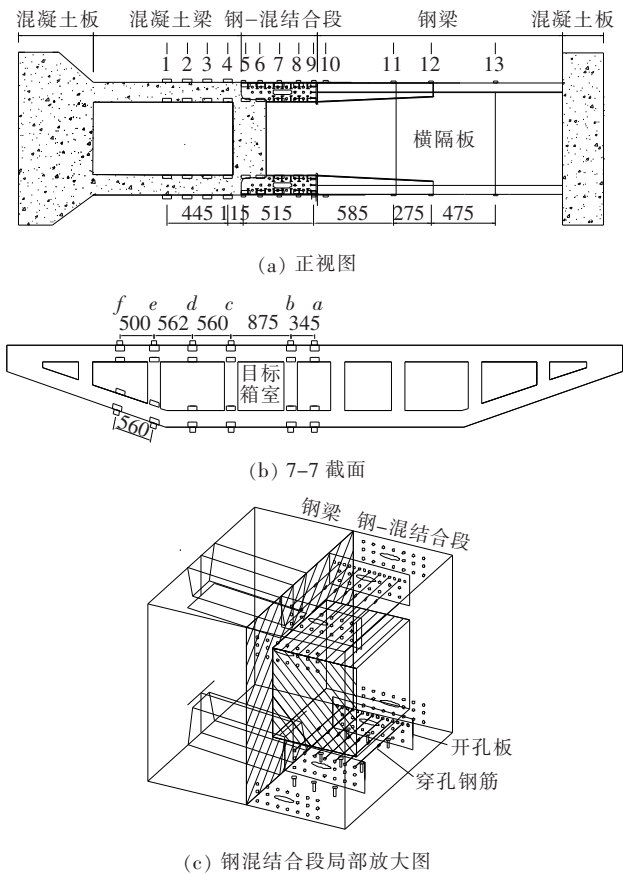 混凝土板 混凝土梁 钢-混结合段 钢梁 混凝土板
1 2 3 4 5 6 7 8 9 10 11 12 13
横隔板
445 115 515 585 275 475
(a) 正视图
f e d c b a
500 562 560 875 345
目标
箱室
560
(b) 7-7 截面
钢梁 钢-混结合段
开孔板
穿孔钢筋
(c) 钢混结合段局部放大图